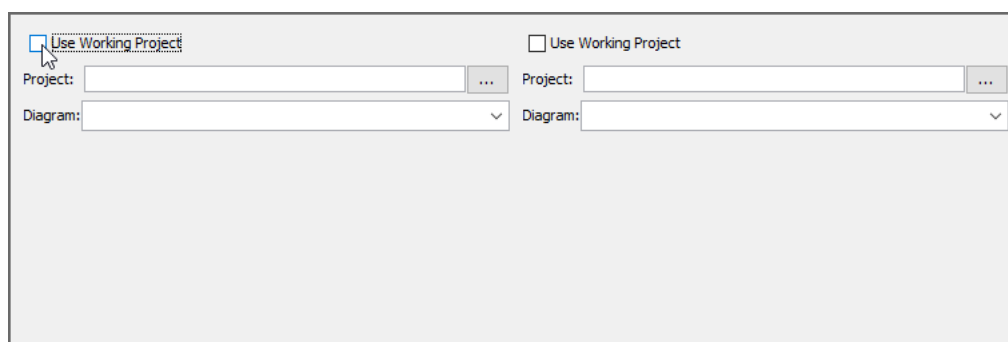 Use Working Project Use Working Project
Project: ... Project: ...
Diagram: Diagram: